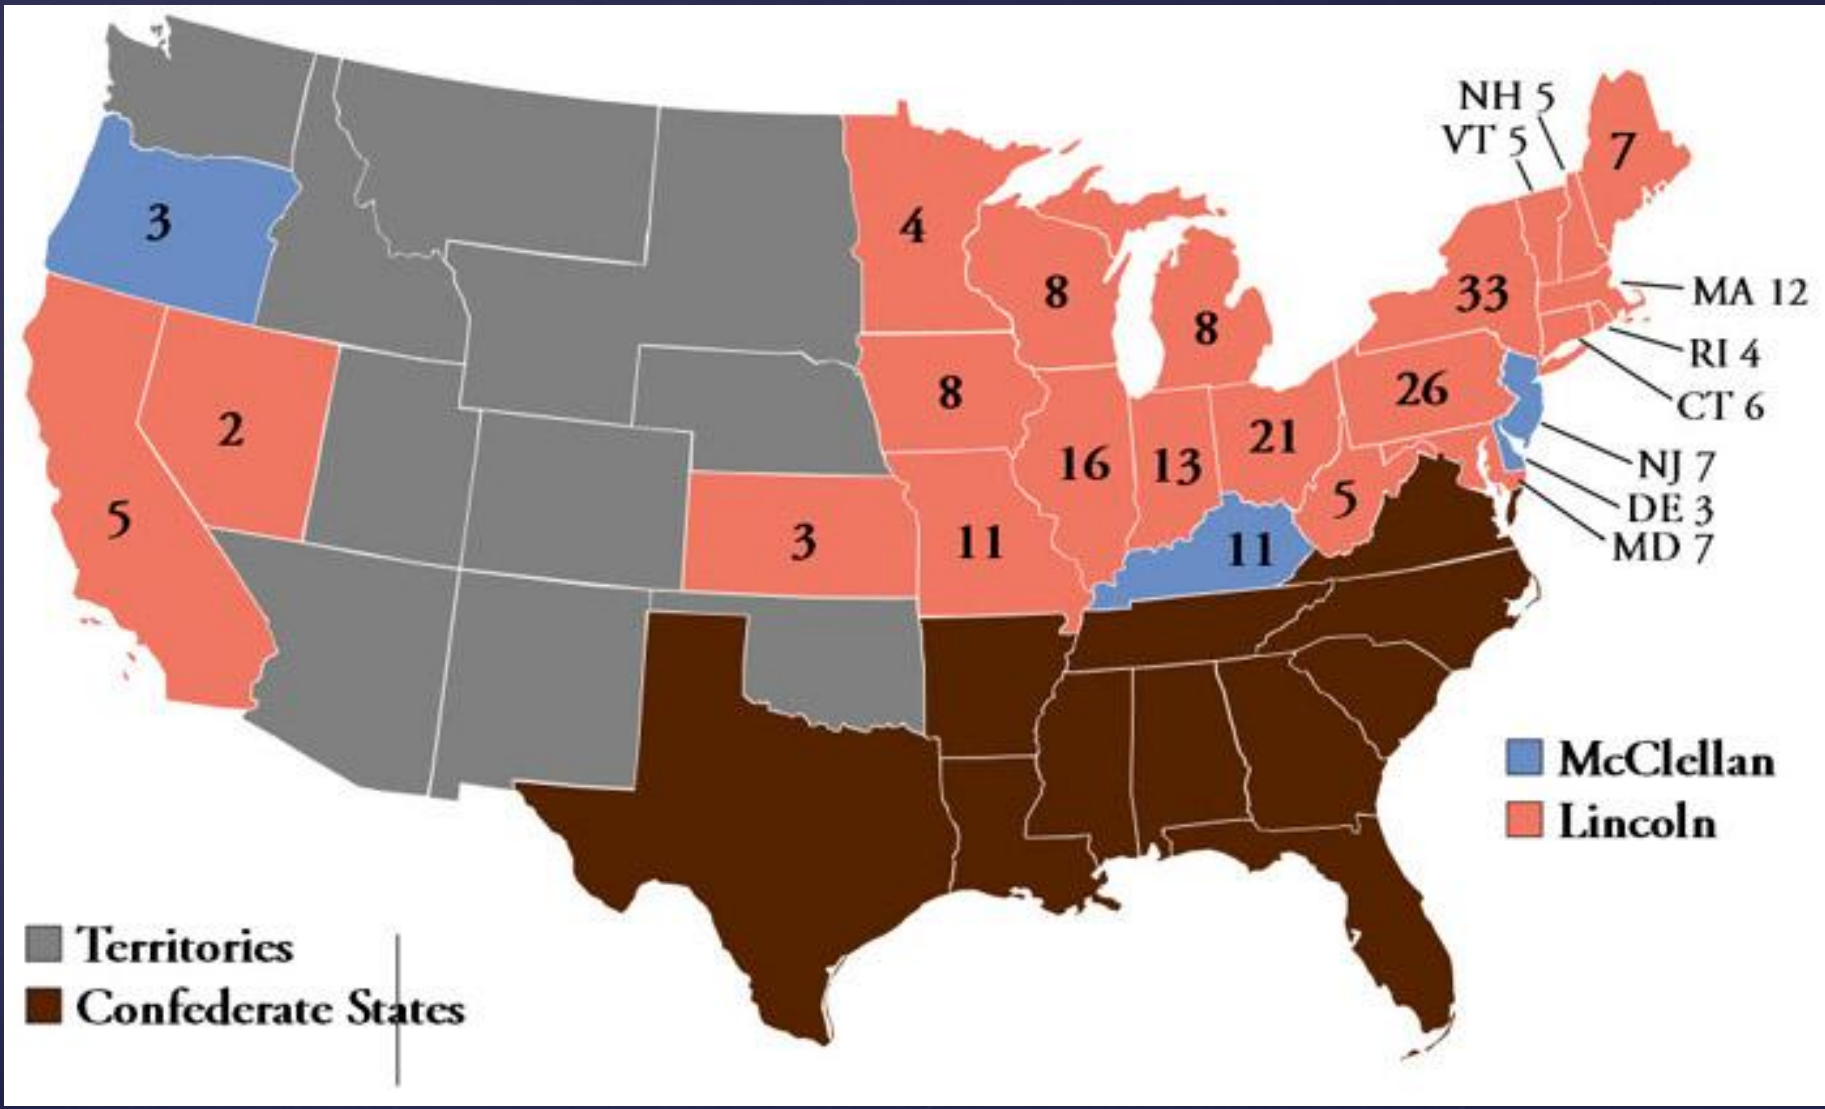 NH 5
VT 5
7
3
4
33
8
8
MA 12
RI 4
26
CT 6
8
2
21
16
13
5
NJ 7
DE 3
MD 7
5
3
11
11
McClellan
Lincoln
Territories
Confederate States